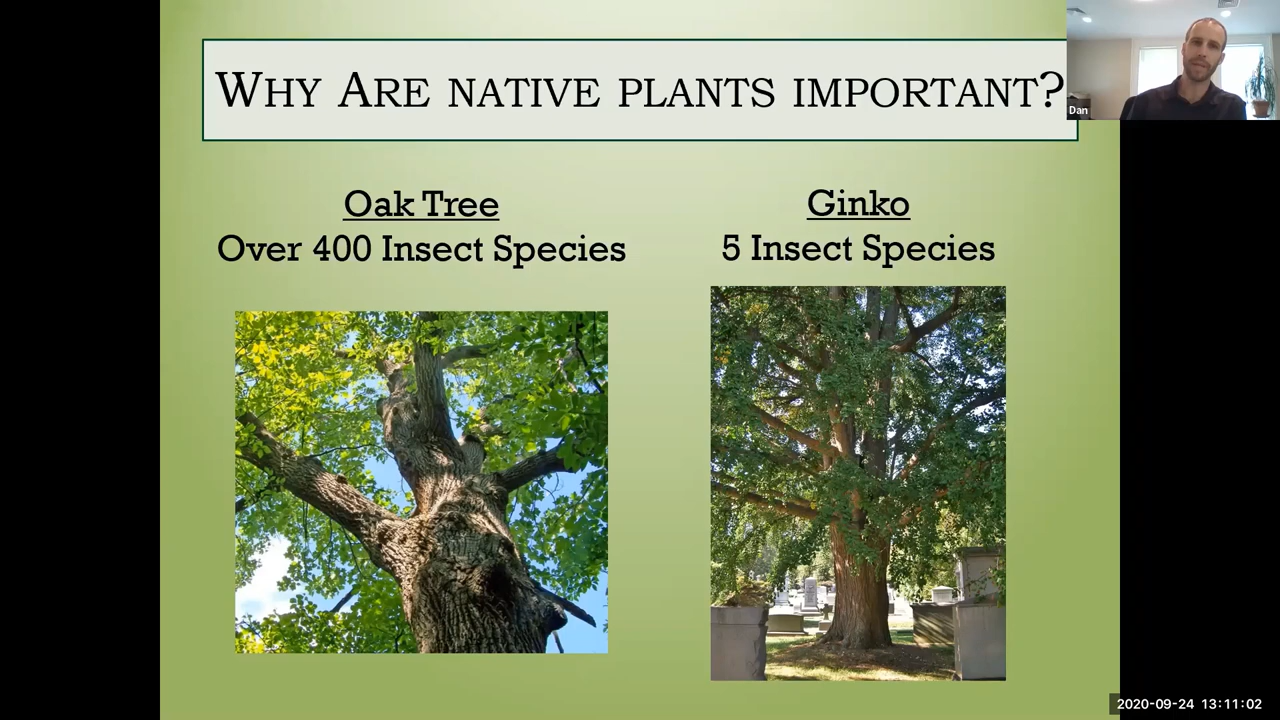 WHY ARE NATIVE PLANTS IMPORTANT?
Dan
Oak Tree
Over 400 Insect Species
Ginko
5 Insect Species
2020-09-24 13:11:02